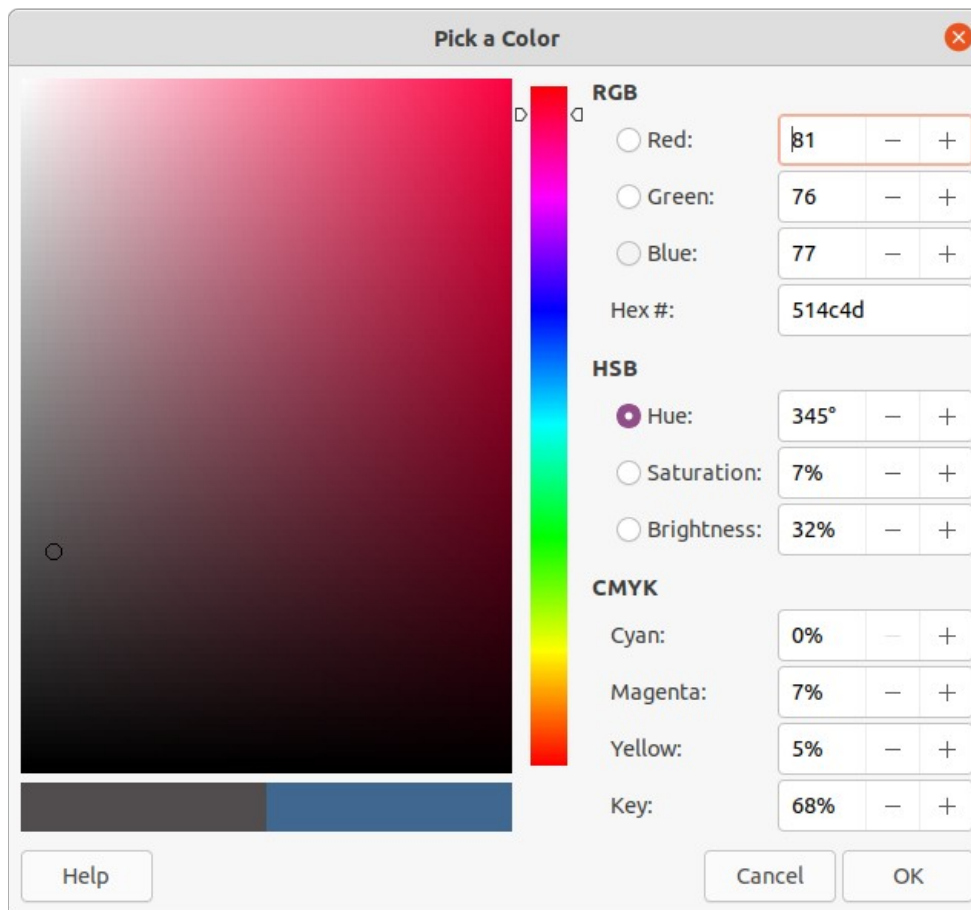 Pick a Color
RGB
Red: 81
Green: 76
Blue: 77
Hex #: 514c4d
HSB
Hue: 345°
Saturation: 7%
Brightness: 32%
CMYK
Cyan: 0%
Magenta: 7%
Yellow: 5%
Key: 68%
Help Cancel OK